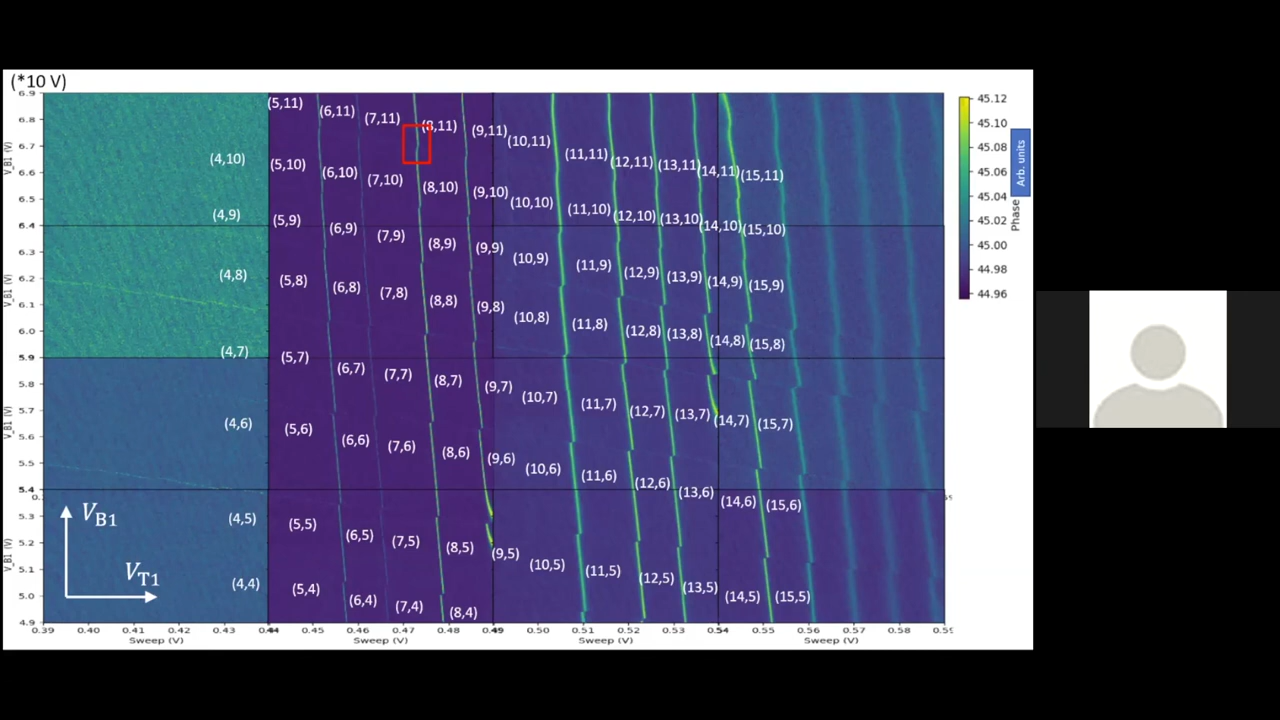 (*10 V)
6.9
6.8
6.7
6.6
6.5
6.4
6.3
6.2
6.1
6.0
5.9
5.8
5.7
5.6
5.5
5.4
5.3
5.2
5.1
5.0
4.9
V_B1 (V)
V_B1 (V)
V_B1 (V)
V_B1 (V)
(5,11) (6,11) (7,11) (8,11) (9,11) (10,11) (11,11) (12,11) (13,11) (14,11) (15,11)
(4,10) (5,10) (6,10) (7,10) (8,10) (9,10) (10,10) (11,10) (12,10) (13,10) (14,10) (15,10)
(4,9) (5,9) (6,9) (7,9) (8,9) (9,9) (10,9) (11,9) (12,9) (13,9) (14,9) (15,9)
(4,8) (5,8) (6,8) (7,8) (8,8) (9,8) (10,8) (11,8) (12,8) (13,8) (14,8) (15,8)
(4,7) (5,7) (6,7) (7,7) (8,7) (9,7) (10,7) (11,7) (12,7) (13,7) (14,7) (15,7)
(4,6) (5,6) (6,6) (7,6) (8,6) (9,6) (10,6) (11,6) (12,6) (13,6) (14,6) (15,6)
(4,5) (5,5) (6,5) (7,5) (8,5) (9,5) (10,5) (11,5) (12,5) (13,5) (14,5) (15,5)
(4,4) (5,4) (6,4) (7,4) (8,4)
V_B1
V_T1
0.39 0.40 0.41 0.42 0.43 0.45 0.46 0.47 0.48 0.49 0.50 0.51 0.52 0.53 0.54 0.55 0.56 0.57 0.58
Sweep (V) Sweep (V) Sweep (V) Sweep (V)
45.12
45.10
45.08
45.06
45.04
45.02
45.00
44.98
44.96
Phase
Arb. units